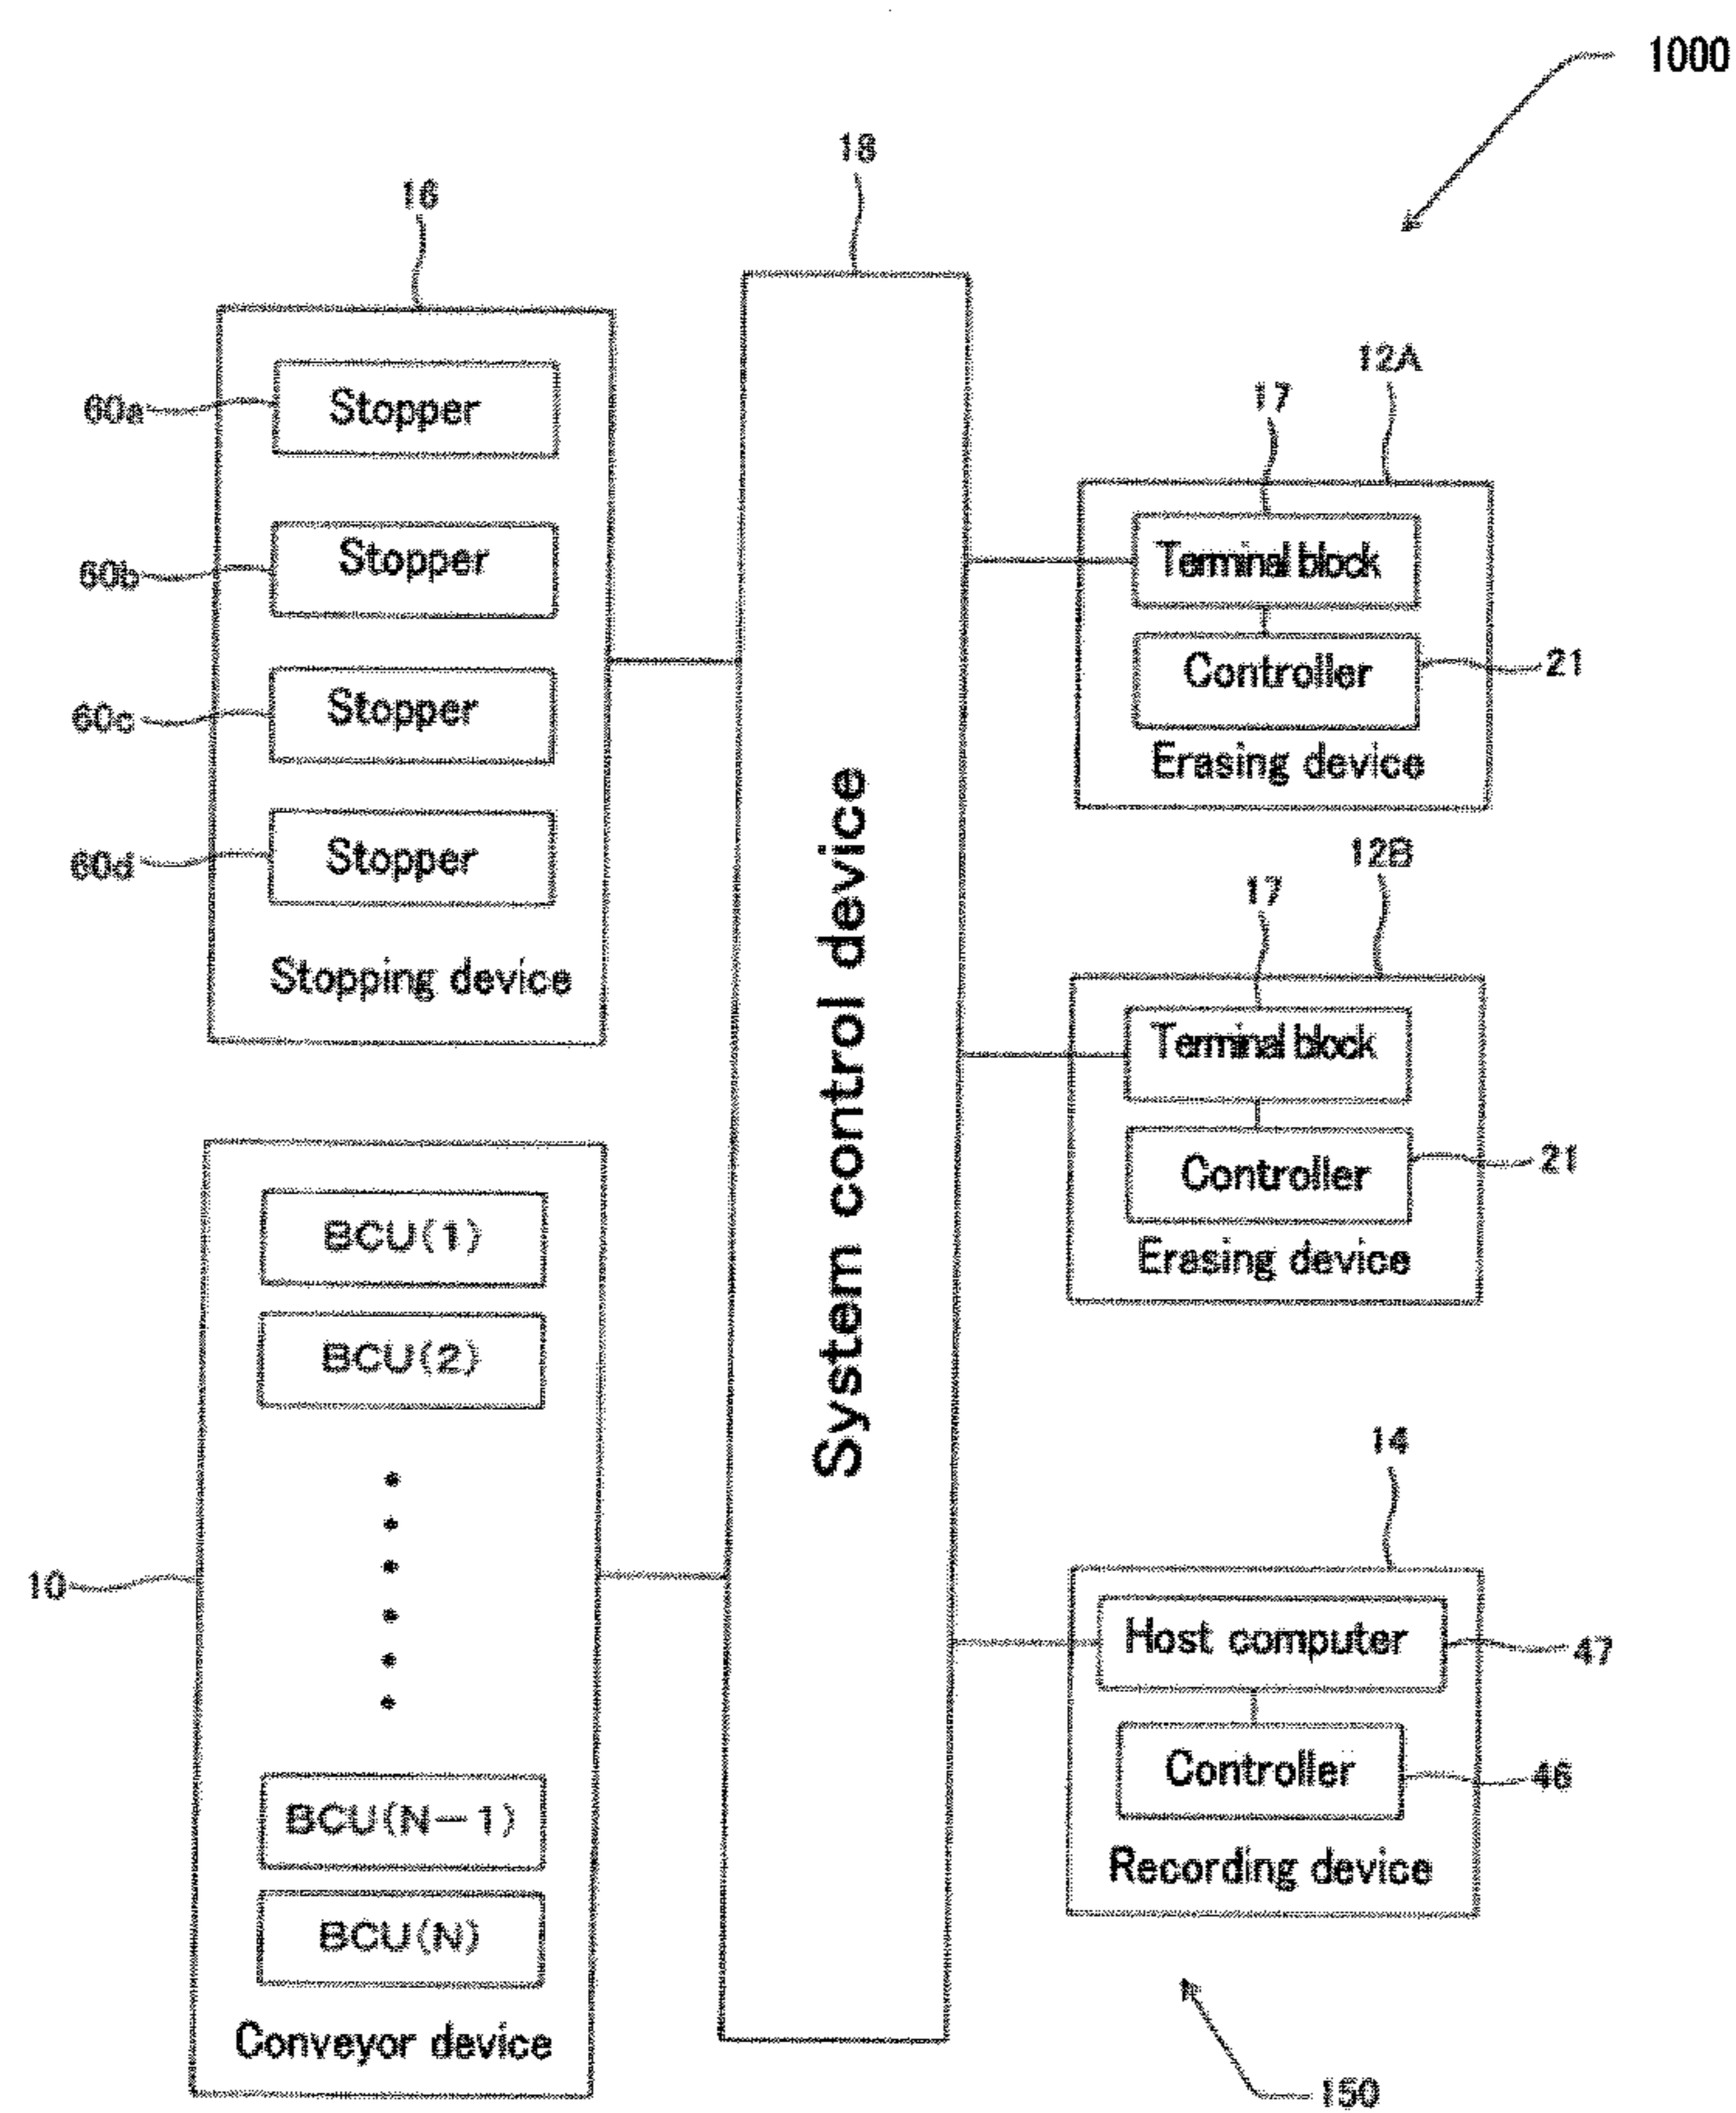 1000
18
16
60a
Stopper
60b
Stopper
60c
Stopper
60d
Stopper
Stopping device
10
BCU(1)
BCU(2)
BCU(N-1)
BCU(N)
Conveyor device
System control device
12A
17
Terminal block
Controller
21
Erasing device
12B
17
Terminal block
Controller
21
Erasing device
14
Host computer
47
Controller
46
Recording device
150